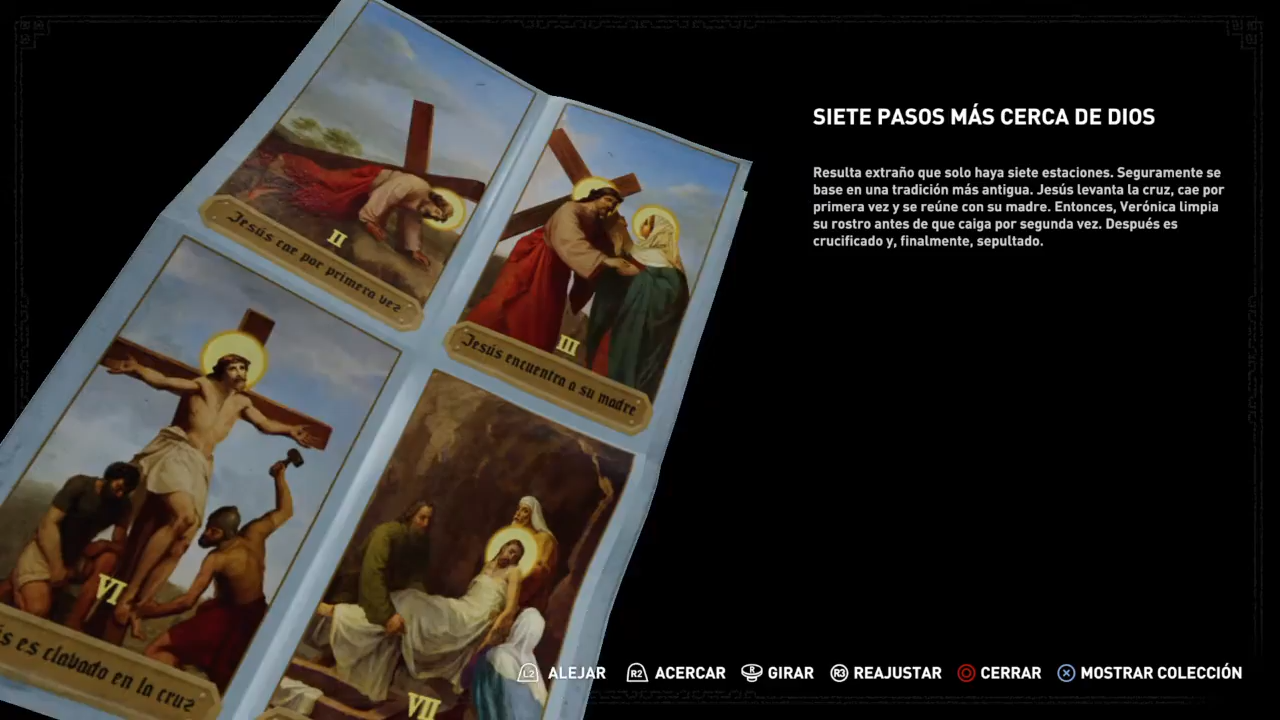 SIETE PASOS MÁS CERCA DE DIOS
Resulta extraño que solo haya siete estaciones. Seguramente se
base en una tradición más antigua. Jesús levanta la cruz, cae por
primera vez y se reúne con su madre. Entonces, Verónica limpia
su rostro antes de que caiga por segunda vez. Después es
crucificado y, finalmente, sepultado.
II
Jesús cae por primera vez
III
Jesús encuentra a su madre
VI
es clavado en la cruz
VII
L2 ALEJAR
R2 ACERCAR
R GIRAR
R3 REAJUSTAR
CERRAR
MOSTRAR COLECCIÓN